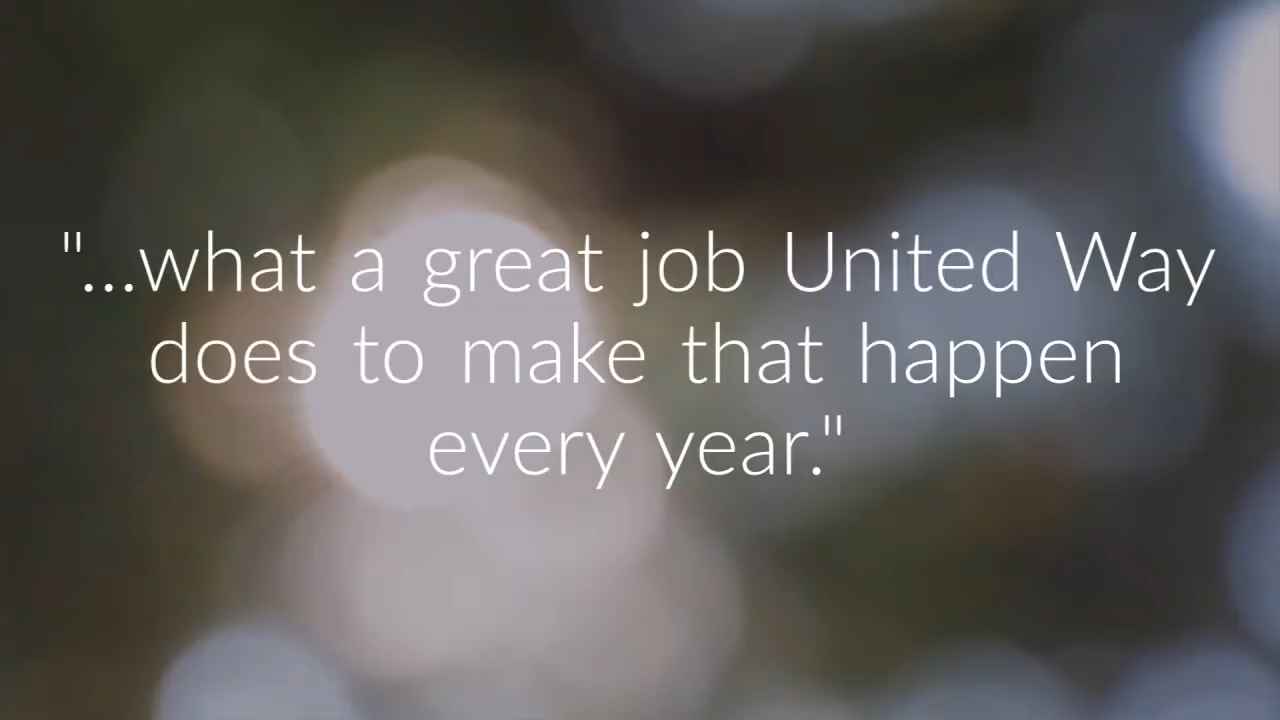 "...what a great job United Way
does to make that happen
every year."